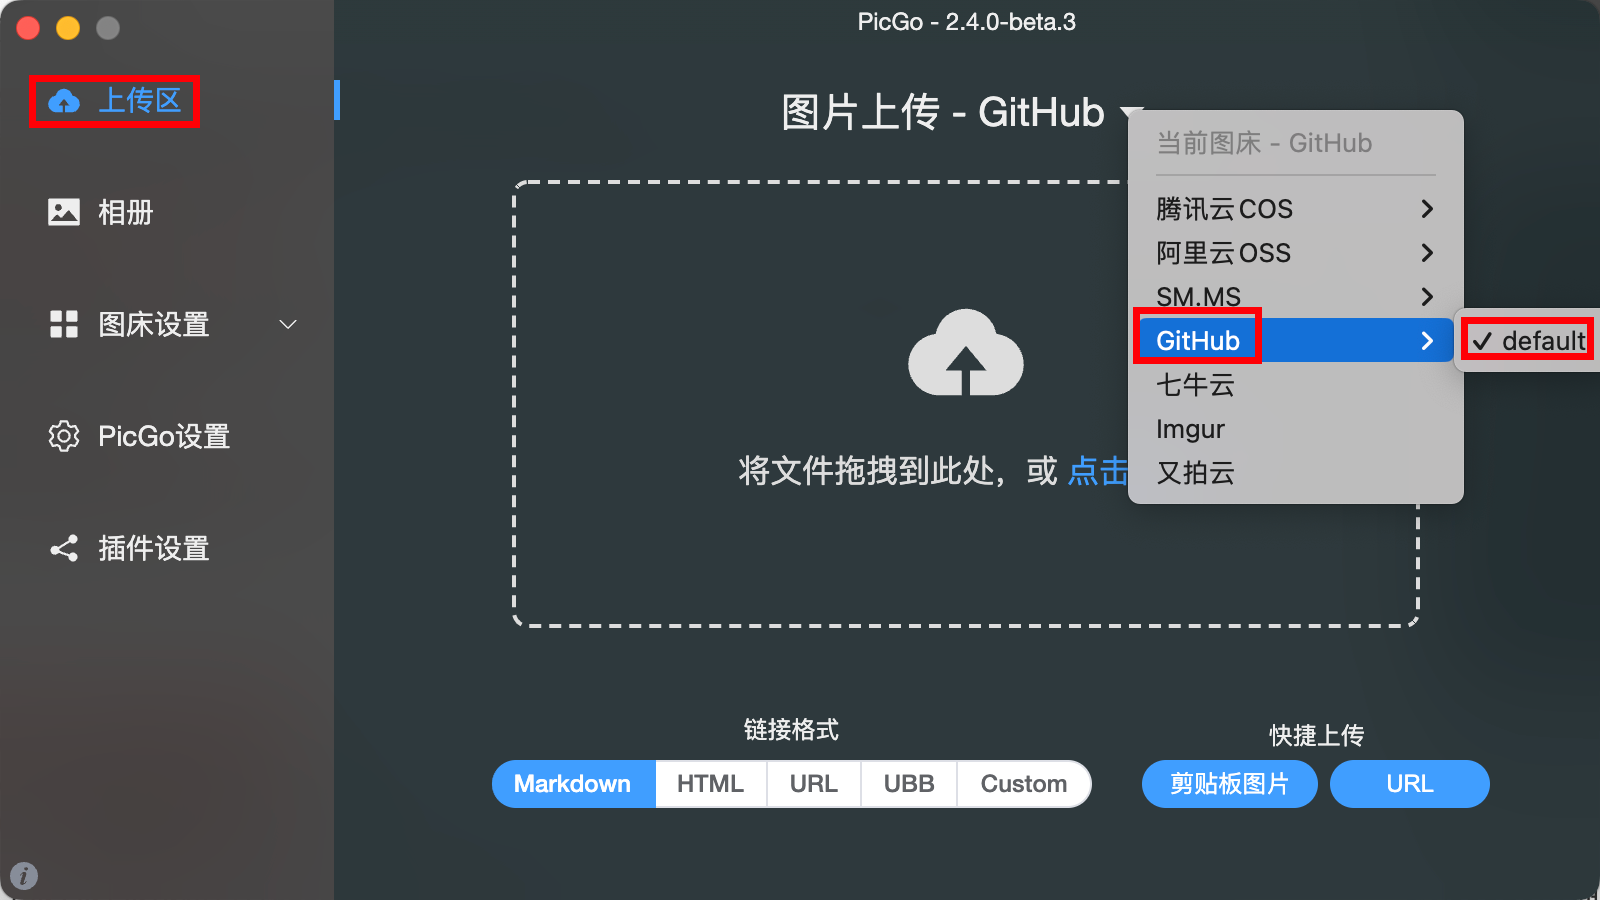 PicGo - 2.4.0-beta.3
上传区
相册
图床设置
PicGo设置
插件设置
图片上传 - GitHub
当前图床 - GitHub
腾讯云COS
阿里云OSS
SM.MS
GitHub
default
七牛云
Imgur
又拍云
将文件拖拽到此处，或 点击
链接格式
Markdown
HTML
URL
UBB
Custom
快捷上传
剪贴板图片
URL